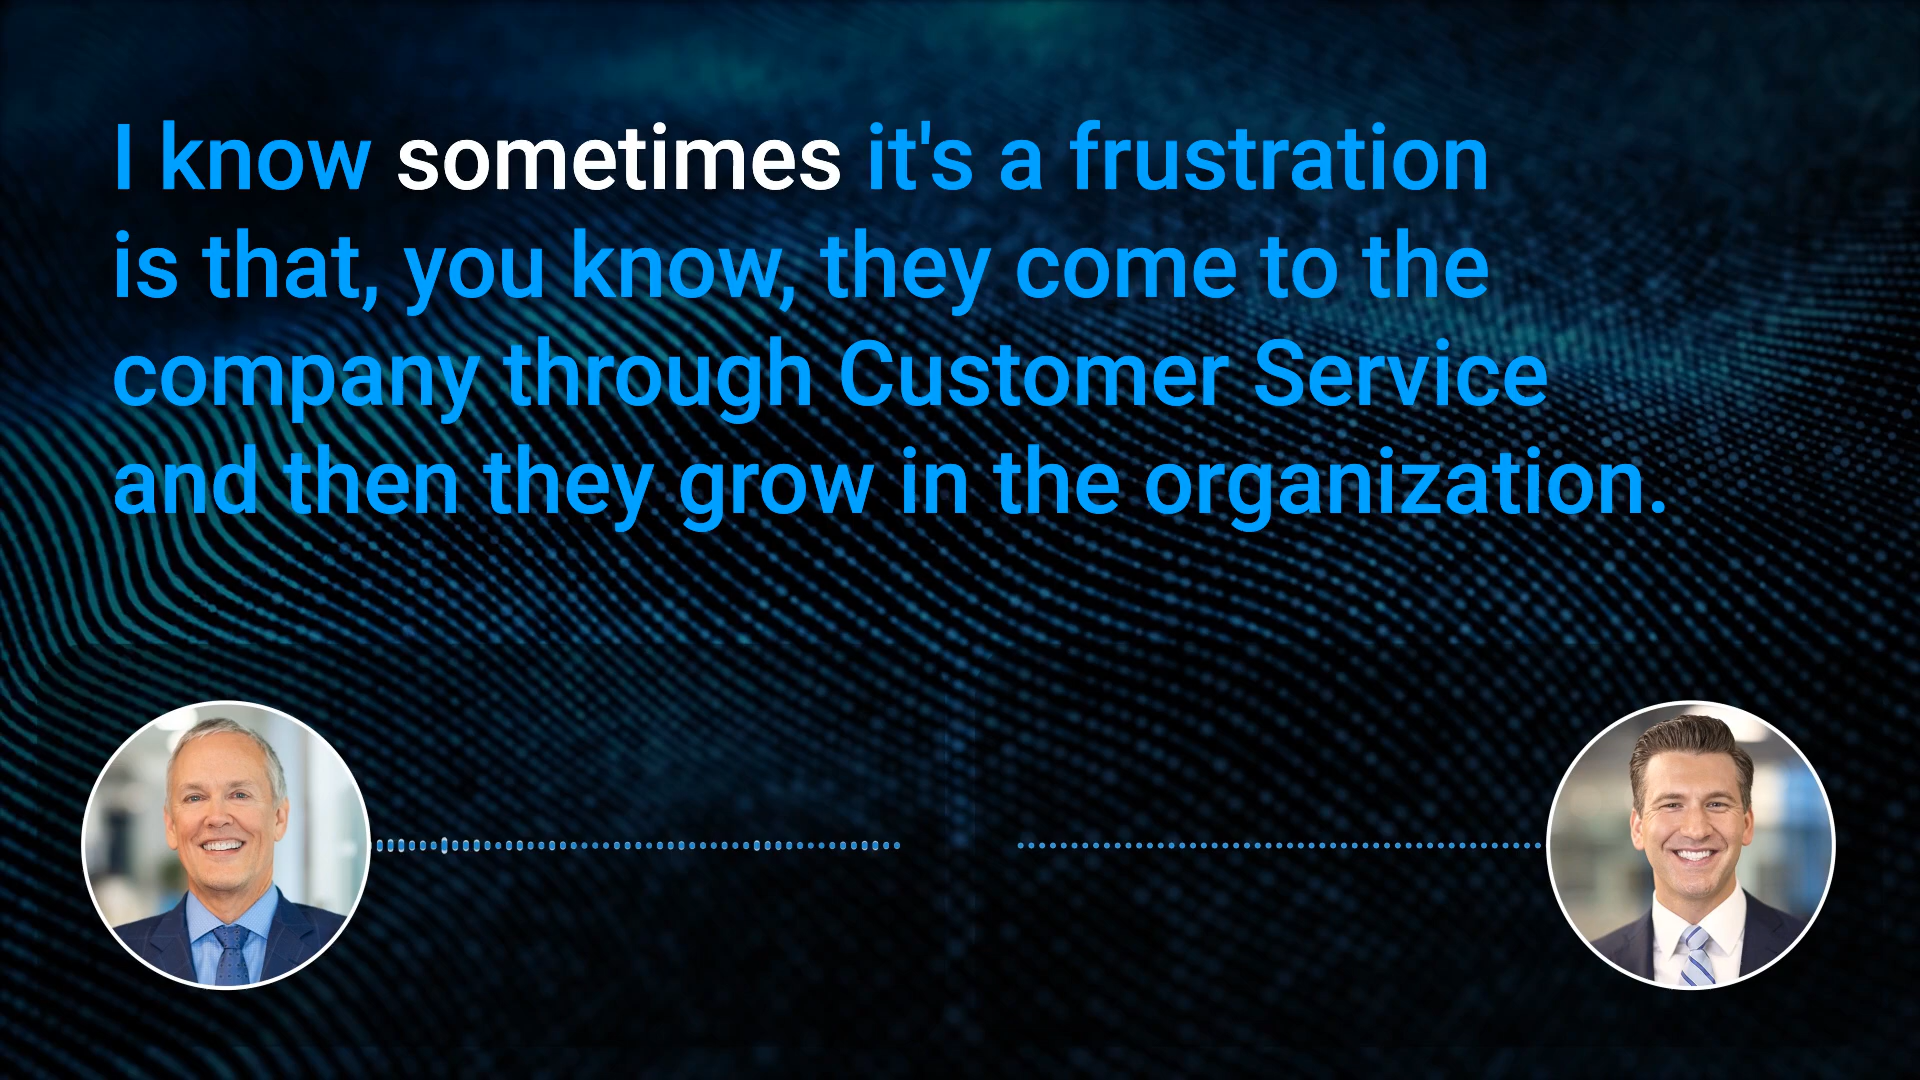 I know sometimes it's a frustration
is that, you know, they come to the
company through Customer Service
and then they grow in the organization.